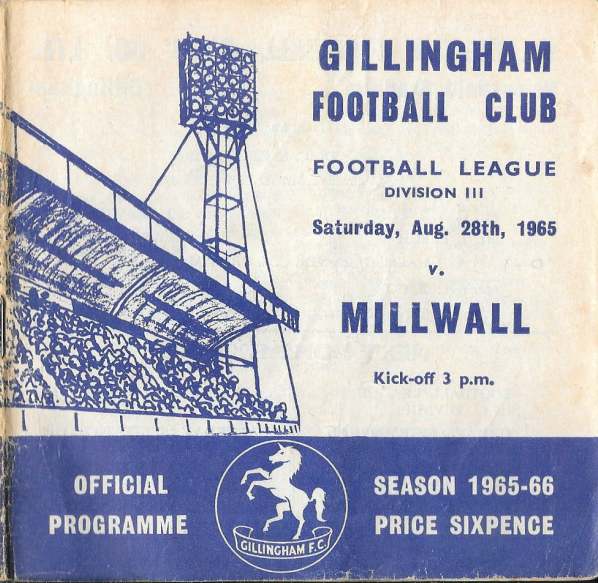 GILLINGHAM
FOOTBALL CLUB
FOOTBALL LEAGUE
DIVISION III
Saturday, Aug. 28th, 1965
v.
MILLWALL
Kick-off 3 p.m.
OFFICIAL
PROGRAMME
GILLINGHAM F.C.
SEASON 1965-66
PRICE SIXPENCE